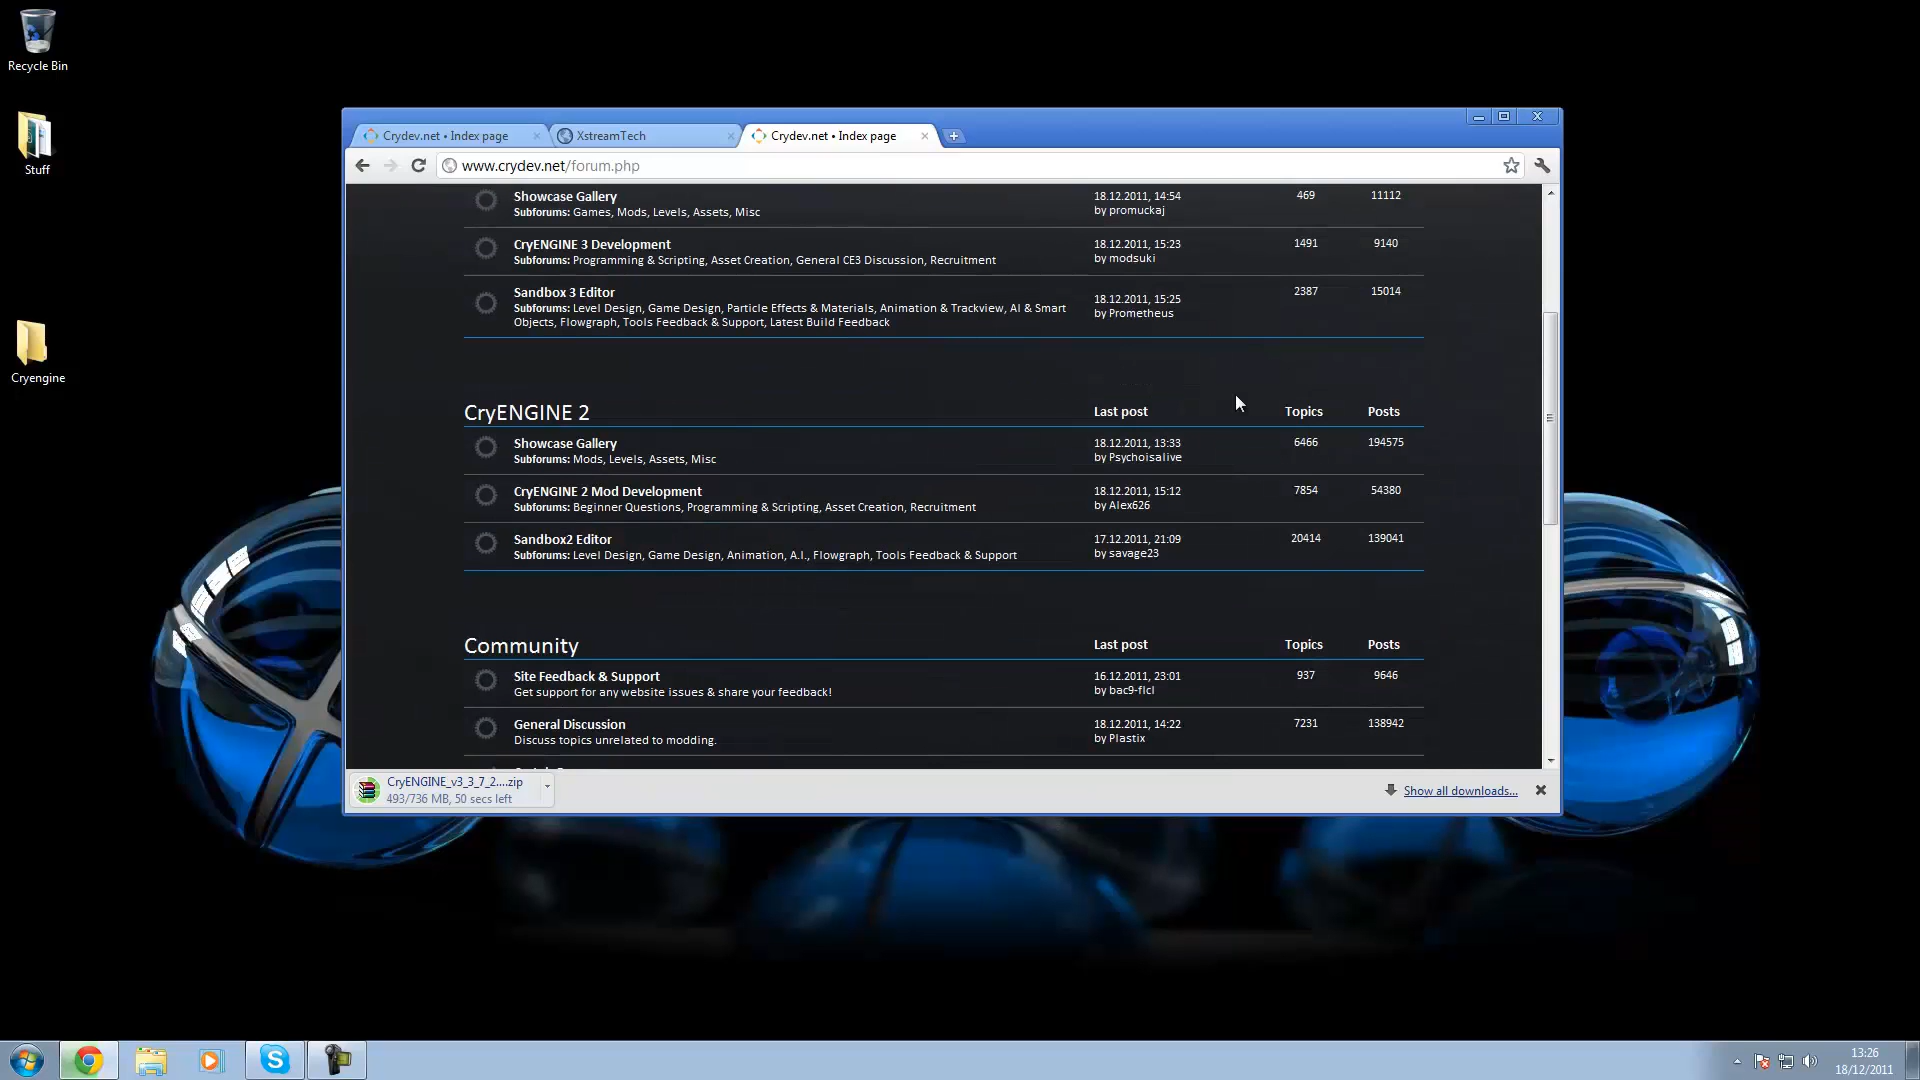 Recycle Bin
Stuff
Cryengine
Crydev.net • Index page
XstreamTech
Crydev.net • Index page
www.crydev.net/forum.php
Showcase Gallery
Subforums: Games, Mods, Levels, Assets, Misc
18.12.2011, 14:54
by promuckaj
469
11112
CryENGINE 3 Development
Subforums: Programming & Scripting, Asset Creation, General CE3 Discussion, Recruitment
18.12.2011, 15:23
by modsuki
1491
9140
Sandbox 3 Editor
Subforums: Level Design, Game Design, Particle Effects & Materials, Animation & Trackview, AI & Smart
Objects, Flowgraph, Tools Feedback & Support, Latest Build Feedback
18.12.2011, 15:25
by Prometheus
2387
15014
CryENGINE 2
Last post
Topics
Posts
Showcase Gallery
Subforums: Mods, Levels, Assets, Misc
18.12.2011, 13:33
by Psychoisalive
6466
194575
CryENGINE 2 Mod Development
Subforums: Beginner Questions, Programming & Scripting, Asset Creation, Recruitment
18.12.2011, 15:12
by Alex626
7854
54380
Sandbox2 Editor
Subforums: Level Design, Game Design, Animation, A.I., Flowgraph, Tools Feedback & Support
17.12.2011, 21:09
by savage23
20414
139041
Community
Last post
Topics
Posts
Site Feedback & Support
Get support for any website issues & share your feedback!
16.12.2011, 23:01
by bac9-flcl
937
9646
General Discussion
Discuss topics unrelated to modding.
18.12.2011, 14:22
by Plastix
7231
138942
CryENGINE_v3_3_7_2....zip
493/736 MB, 50 secs left
Show all downloads...
13:26
18/12/2011